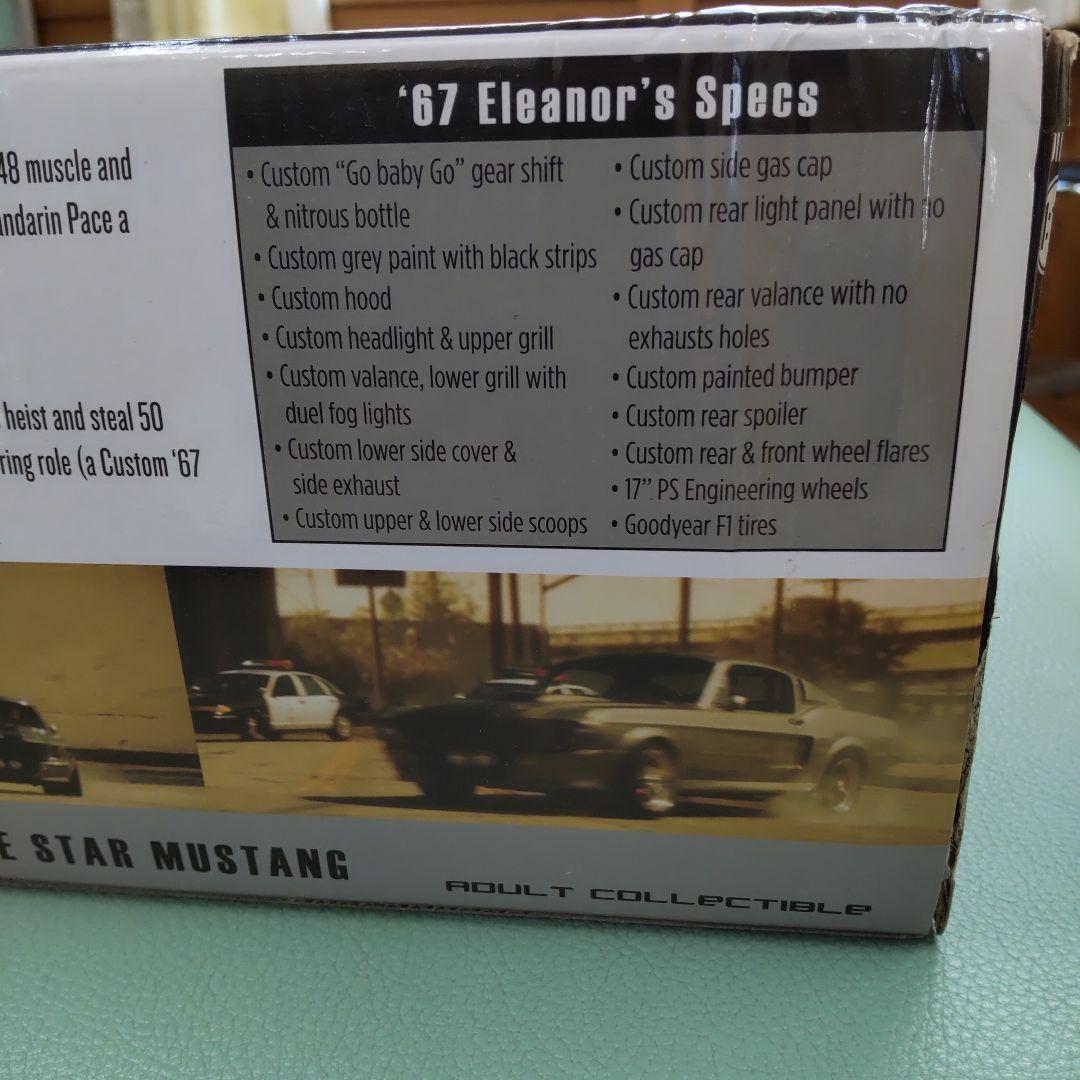 48 muscle and
andarin Pace a
heist and steal 50
ring role (a Custom ‘67
‘67 Eleanor’s Specs
• Custom “Go baby Go” gear shift
& nitrous bottle
• Custom grey paint with black strips
• Custom hood
• Custom headlight & upper grill
• Custom valance, lower grill with
duel fog lights
• Custom lower side cover &
side exhaust
• Custom upper & lower side scoops
• Custom side gas cap
• Custom rear light panel with no
gas cap
• Custom rear valance with no
exhausts holes
• Custom painted bumper
• Custom rear spoiler
• Custom rear & front wheel flares
• 17” PS Engineering wheels
• Goodyear F1 tires
E STAR MUSTANG
ADULT COLLECTIBLE